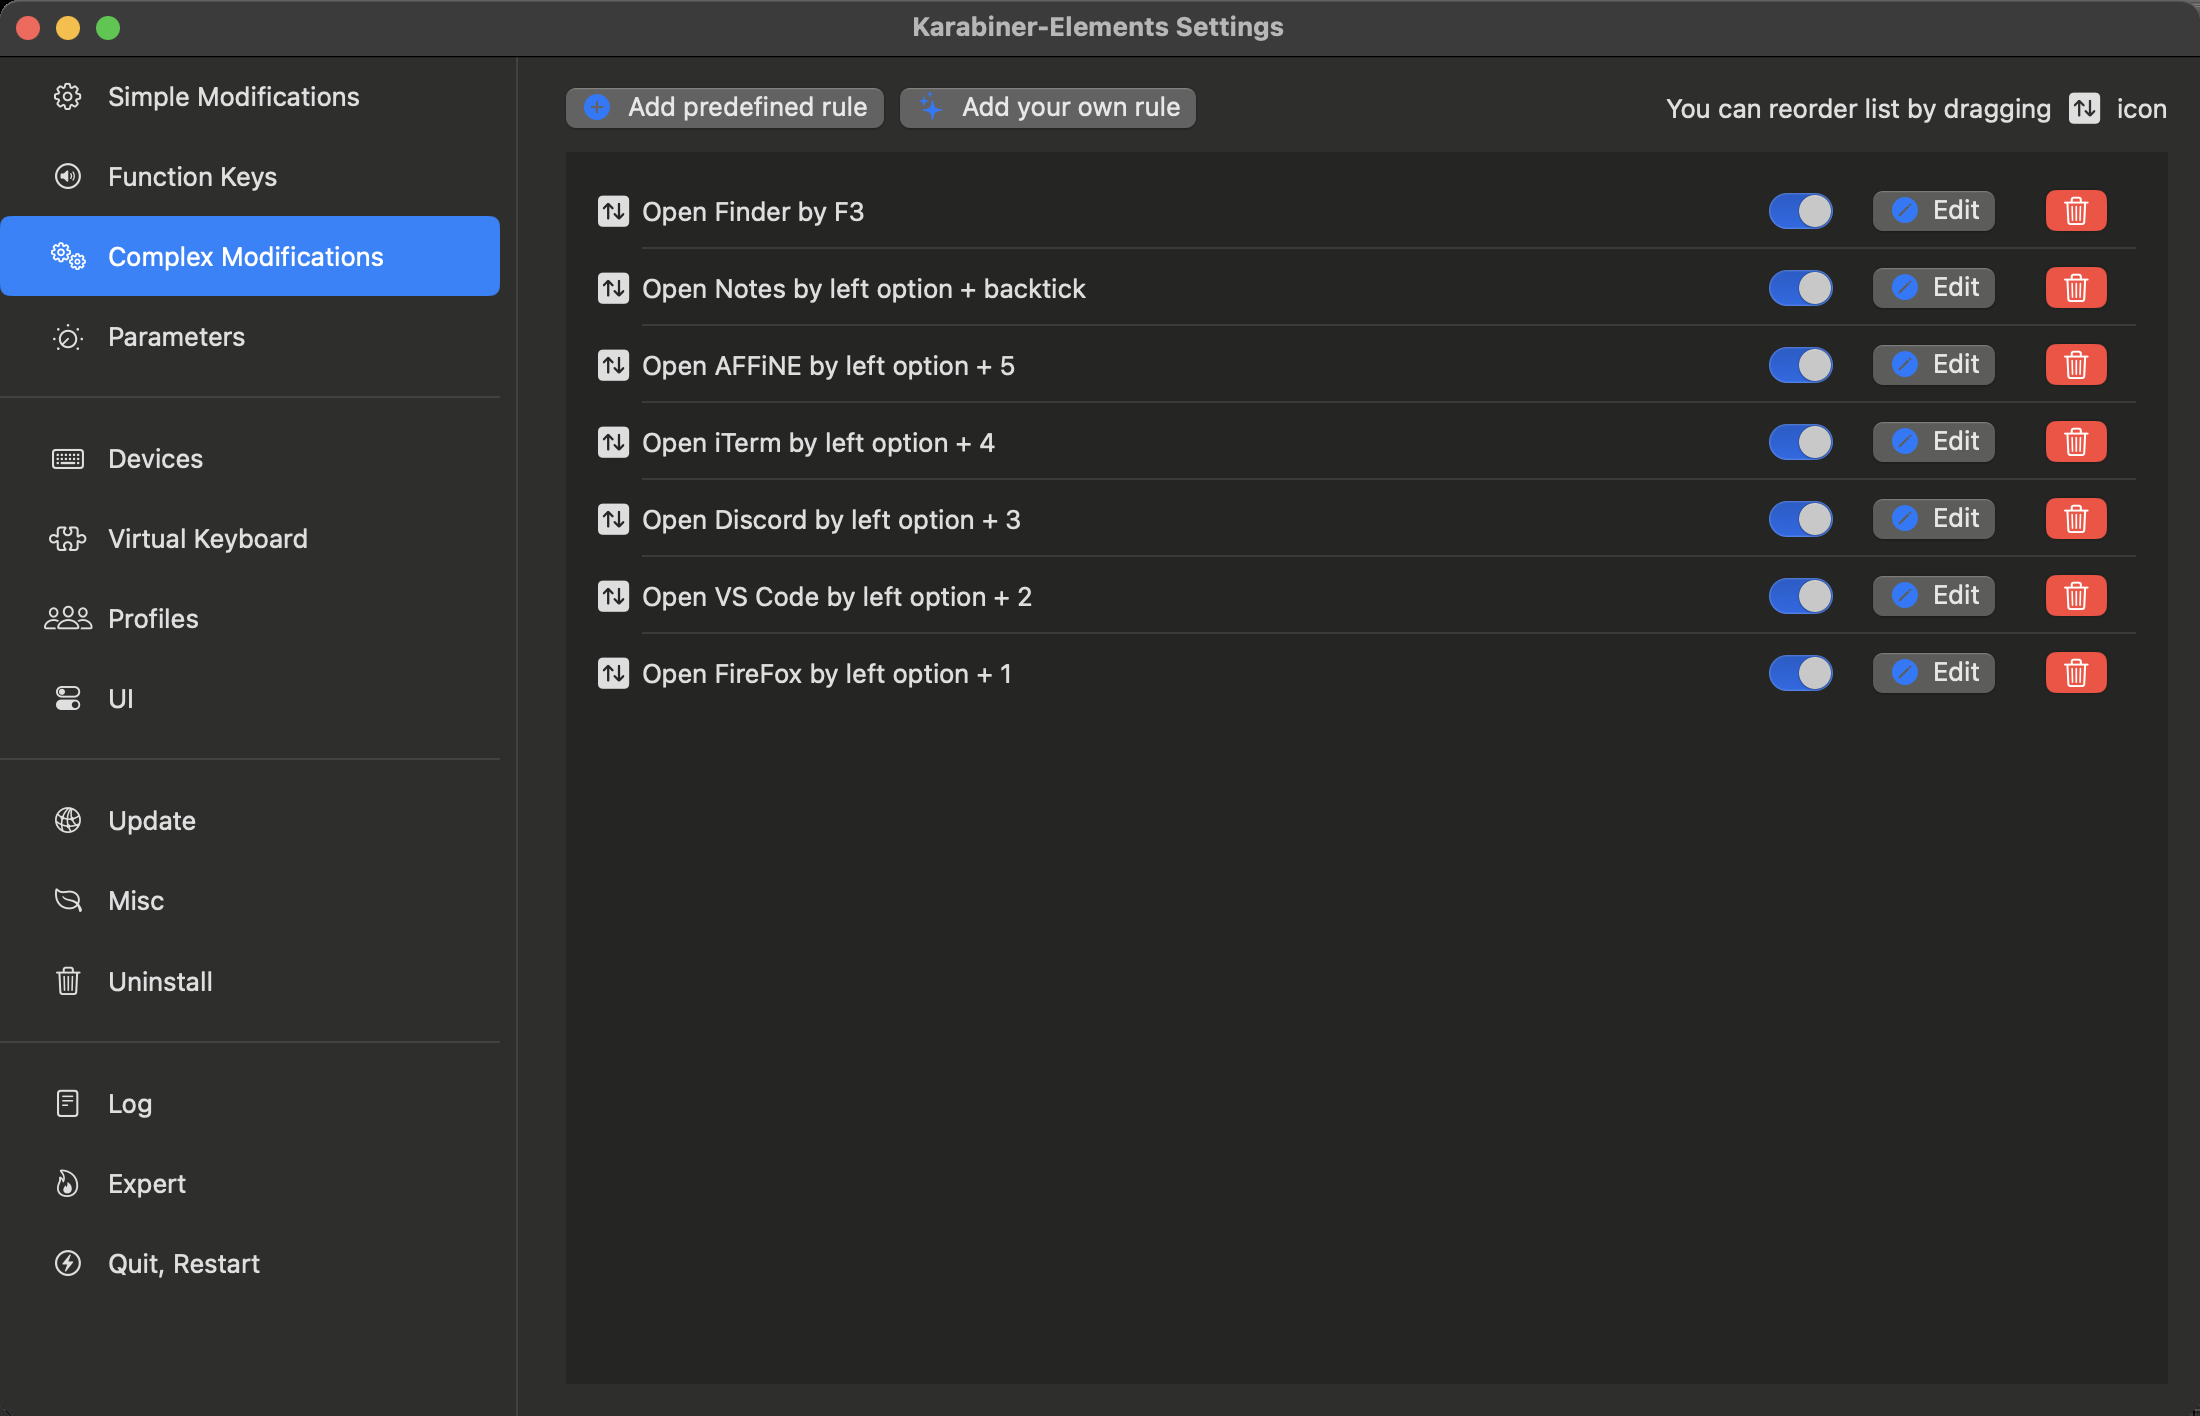 Karabiner-Elements Settings
Simple Modifications
Function Keys
Complex Modifications
Parameters
Devices
Virtual Keyboard
Profiles
UI
Update
Misc
Uninstall
Log
Expert
Quit, Restart
Add predefined rule
Add your own rule
You can reorder list by dragging icon
Open Finder by F3 Edit
Open Notes by left option + backtick Edit
Open AFFiNE by left option + 5 Edit
Open iTerm by left option + 4 Edit
Open Discord by left option + 3 Edit
Open VS Code by left option + 2 Edit
Open FireFox by left option + 1 Edit